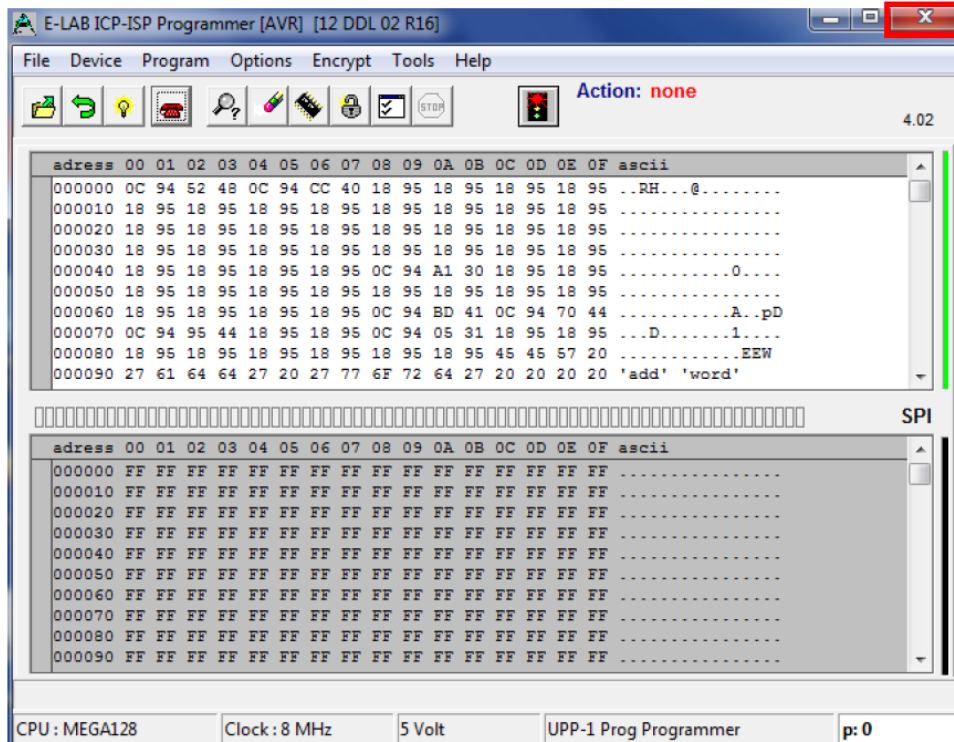 E-LAB ICP-ISP Programmer [AVR] [12 DDL 02 R16]
File Device Program Options Encrypt Tools Help
STOP
Action: none
4.02
adress 00 01 02 03 04 05 06 07 08 09 0A 0B 0C 0D 0E 0F ascii
000000 0C 94 52 48 0C 94 CC 40 18 95 18 95 18 95 18 95 ..RH...@........
000010 18 95 18 95 18 95 18 95 18 95 18 95 18 95 18 95 ................
000020 18 95 18 95 18 95 18 95 18 95 18 95 18 95 18 95 ................
000030 18 95 18 95 18 95 18 95 18 95 18 95 18 95 18 95 ................
000040 18 95 18 95 18 95 18 95 0C 94 A1 30 18 95 18 95 ...........0....
000050 18 95 18 95 18 95 18 95 18 95 18 95 18 95 18 95 ................
000060 18 95 18 95 18 95 18 95 0C 94 BD 41 0C 94 70 44 ...........A..pD
000070 0C 94 95 44 18 95 18 95 0C 94 05 31 18 95 18 95 ...D.......1....
000080 18 95 18 95 18 95 18 95 18 95 18 95 45 45 57 20 ............EEW
000090 27 61 64 64 27 20 27 77 6F 72 64 27 20 20 20 20 'add' 'word'
SPI
adress 00 01 02 03 04 05 06 07 08 09 0A 0B 0C 0D 0E 0F ascii
000000 FF FF FF FF FF FF FF FF FF FF FF FF FF FF FF FF ................
000010 FF FF FF FF FF FF FF FF FF FF FF FF FF FF FF FF ................
000020 FF FF FF FF FF FF FF FF FF FF FF FF FF FF FF FF ................
000030 FF FF FF FF FF FF FF FF FF FF FF FF FF FF FF FF ................
000040 FF FF FF FF FF FF FF FF FF FF FF FF FF FF FF FF ................
000050 FF FF FF FF FF FF FF FF FF FF FF FF FF FF FF FF ................
000060 FF FF FF FF FF FF FF FF FF FF FF FF FF FF FF FF ................
000070 FF FF FF FF FF FF FF FF FF FF FF FF FF FF FF FF ................
000080 FF FF FF FF FF FF FF FF FF FF FF FF FF FF FF FF ................
000090 FF FF FF FF FF FF FF FF FF FF FF FF FF FF FF FF ................
CPU : MEGA128 Clock : 8 MHz 5 Volt UPP-1 Prog Programmer p: 0